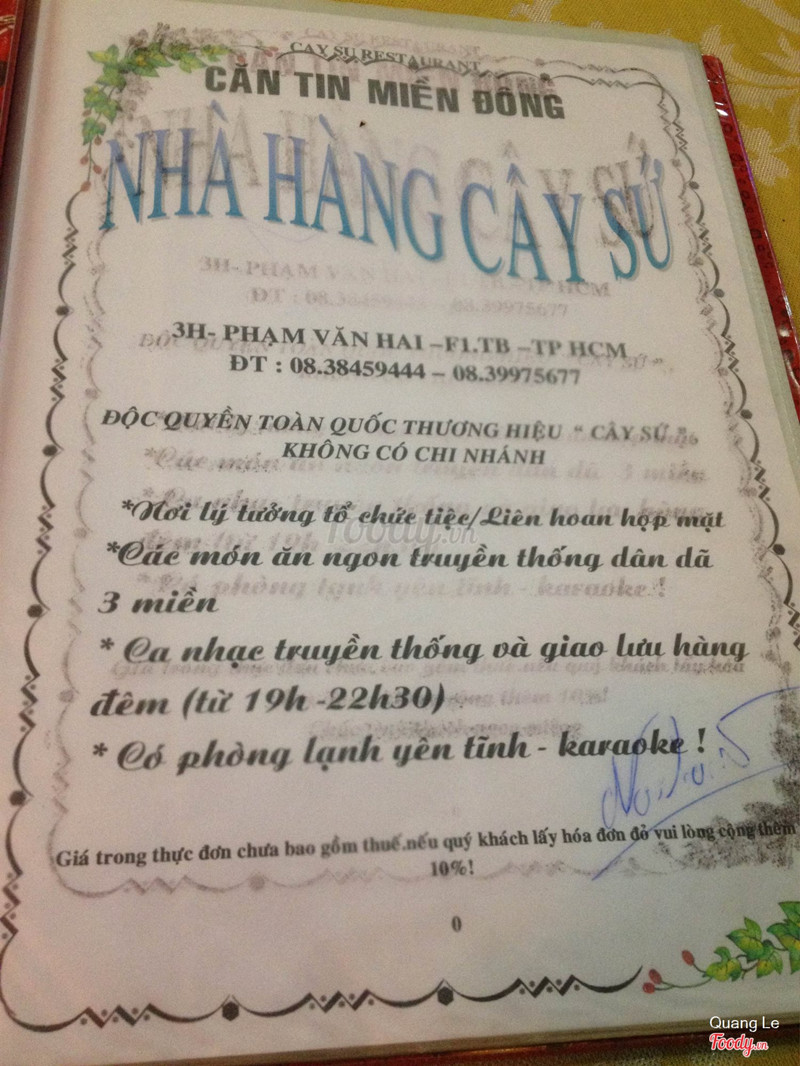 CAY SU RESTAURANT
CĂN TIN MIỀN ĐÔNG
NHÀ HÀNG CÂY SỨ
3H- PHẠM VĂN HAI –F1.TB –TP HCM
ĐT : 08.38459444 – 08.39975677
ĐỘC QUYỀN TOÀN QUỐC THƯƠNG HIỆU “ CÂY SỨ ”,
KHÔNG CÓ CHI NHÁNH
*Nơi lý tưởng tổ chức tiệc/Liên hoan họp mặt
*Các món ăn ngon truyền thống dân dã
3 miền
* Ca nhạc truyền thống và giao lưu hàng
đêm (từ 19h -22h30)
* Có phòng lạnh yên tĩnh - karaoke !
Giá trong thực đơn chưa bao gồm thuế.nếu quý khách lấy hóa đơn đỏ vui lòng cộng thêm
10%!
0
Quang Le
Foody.vn